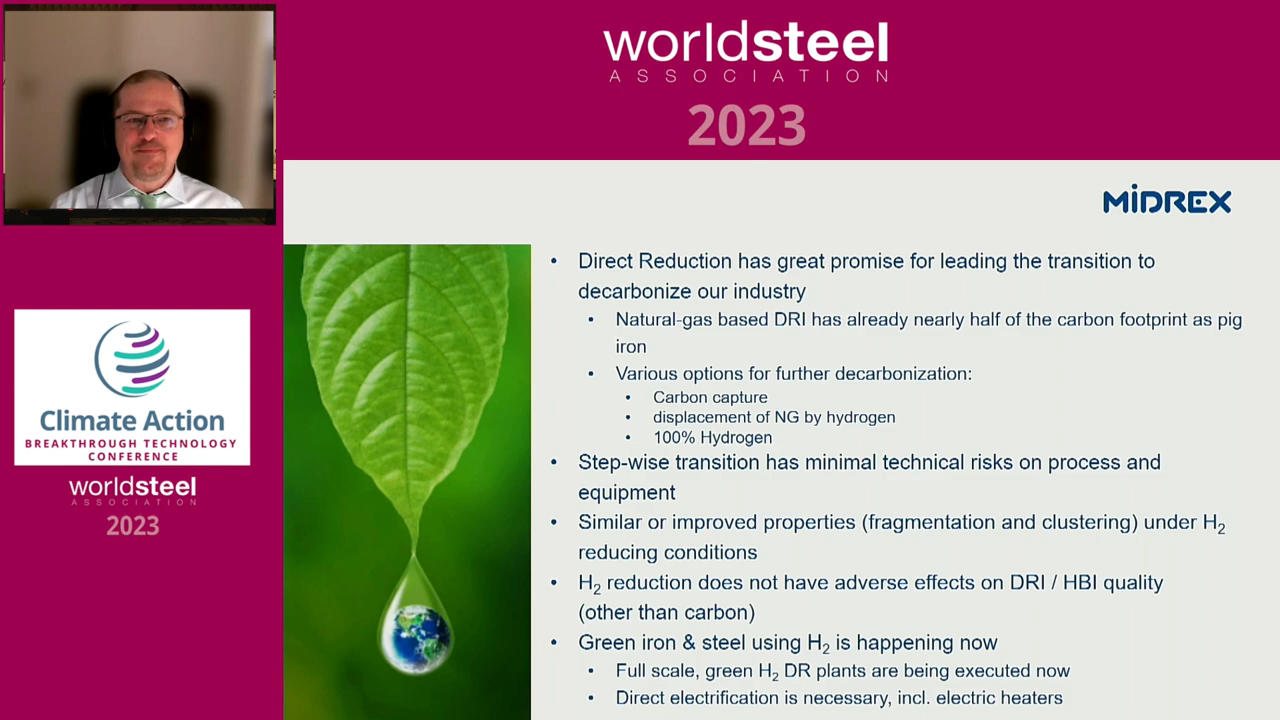 worldsteel
ASSOCIATION
2023
MIDREX
Climate Action
BREAKTHROUGH TECHNOLOGY
CONFERENCE
worldsteel
ASSOCIATION
2023
• Direct Reduction has great promise for leading the transition to
decarbonize our industry
• Natural-gas based DRI has already nearly half of the carbon footprint as pig
iron
• Various options for further decarbonization:
• Carbon capture
• displacement of NG by hydrogen
• 100% Hydrogen
• Step-wise transition has minimal technical risks on process and
equipment
• Similar or improved properties (fragmentation and clustering) under H₂
reducing conditions
• H₂ reduction does not have adverse effects on DRI / HBI quality
(other than carbon)
• Green iron & steel using H₂ is happening now
• Full scale, green H₂ DR plants are being executed now
• Direct electrification is necessary, incl. electric heaters